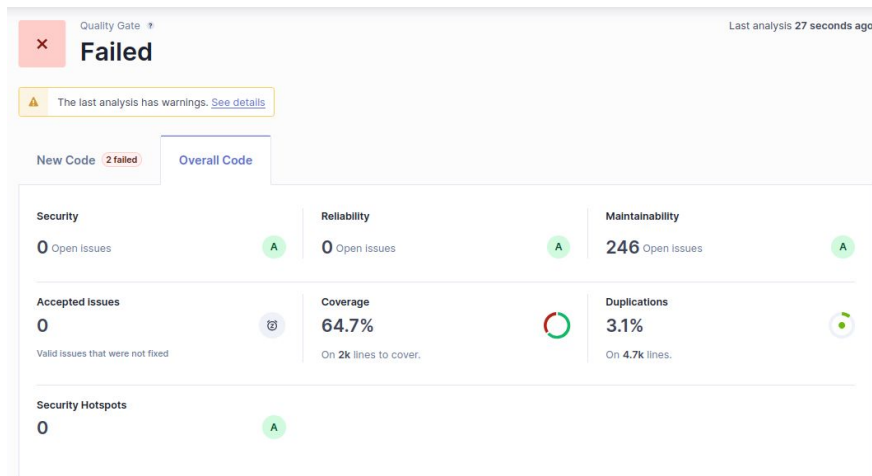 Quality Gate ?
Last analysis 27 seconds ago
Failed
The last analysis has warnings. See details
New Code 2 failed
Overall Code
Security
Reliability
Maintainability
0 Open issues A
0 Open issues A
246 Open issues A
Accepted issues
Coverage
Duplications
0
64.7%
3.1%
Valid issues that were not fixed
On 2k lines to cover.
On 4.7k lines.
Security Hotspots
0 A